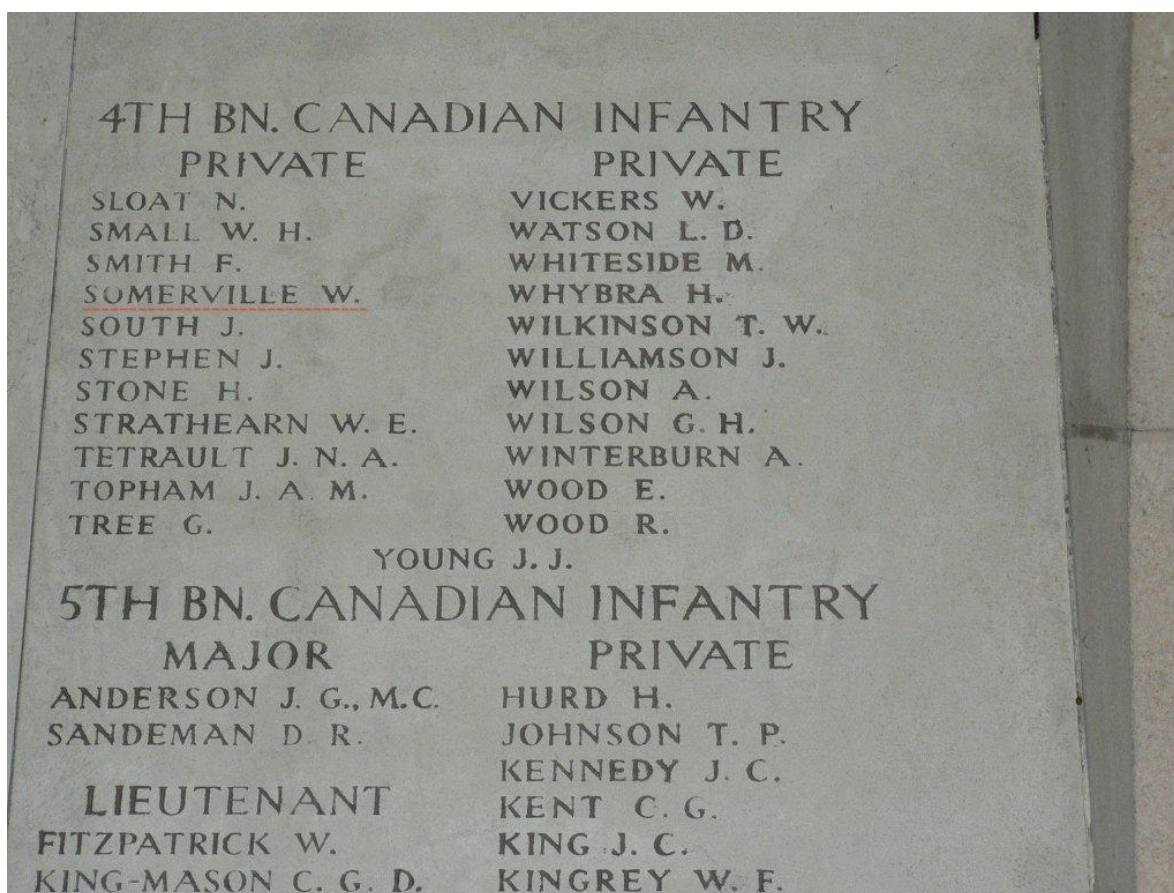 4TH BN. CANADIAN INFANTRY
PRIVATE
SLOAT N.
SMALL W. H.
SMITH F.
SOMERVILLE W.
SOUTH J.
STEPHEN J.
STONE H.
STRATHEARN W. E.
TETRAULT J. N. A.
TOPHAM J. A. M.
TREE G.
PRIVATE
VICKERS W.
WATSON L. D.
WHITESIDE M.
WHYBRA H.
WILKINSON T. W.
WILLIAMSON J.
WILSON A.
WILSON G. H.
WINTERBURN A.
WOOD E.
WOOD R.
YOUNG J. J.
5TH BN. CANADIAN INFANTRY
MAJOR
ANDERSON J. G., M.C.
SANDEMAN D. R.
LIEUTENANT
FITZPATRICK W.
KING-MASON C. G. D.
PRIVATE
HURD H.
JOHNSON T. P.
KENNEDY J. C.
KENT C. G.
KING J. C.
KINGREY W. F.